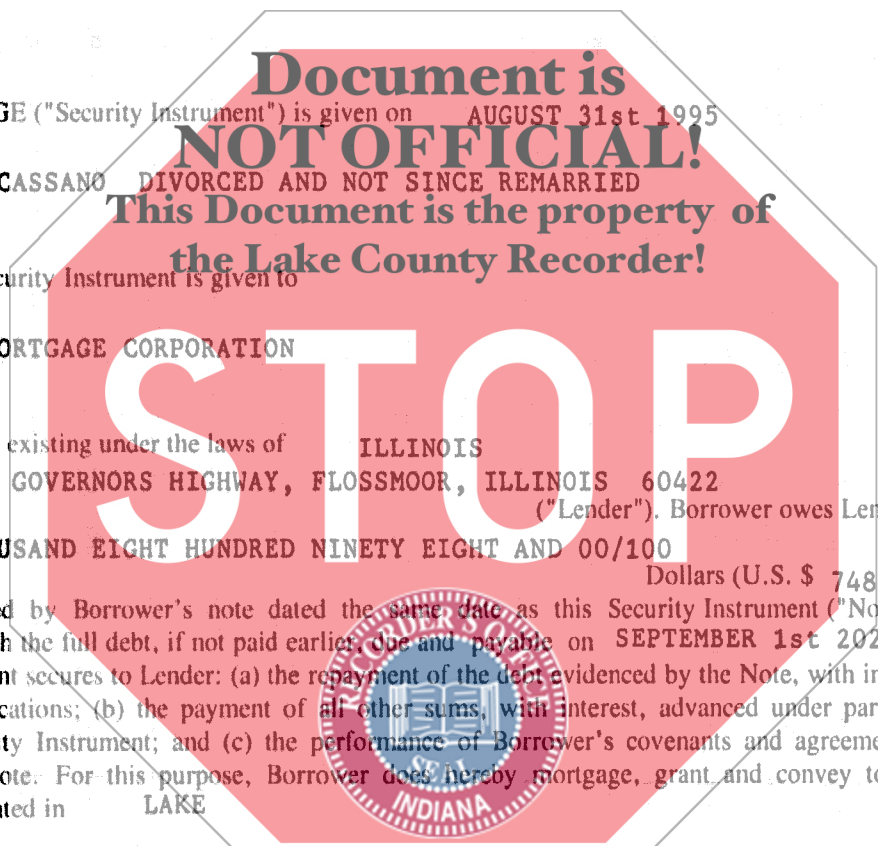 Document is
GE ("Security Instrument") is given on AUGUST 31st 1995
NOT OFFICIAL!
CASSANO DIVORCED AND NOT SINCE REMARRIED
This Document is the property of
the Lake County Recorder!
curity Instrument is given to
ORTGAGE CORPORATION
STOP
existing under the laws of ILLINOIS
GOVERNORS HIGHWAY, FLOSSMOOR, ILLINOIS 60422
("Lender"). Borrower owes Len
USAND EIGHT HUNDRED NINETY EIGHT AND 00/100
Dollars (U.S. $ 748
ed by Borrower's note dated the same date as this Security Instrument ("No
h the full debt, if not paid earlier, due and payable on SEPTEMBER 1st 202
nt secures to Lender: (a) the repayment of the debt evidenced by the Note, with in
cations; (b) the payment of all other sums, with interest, advanced under par
ty Instrument; and (c) the performance of Borrower's covenants and agreeme
ote. For this purpose, Borrower does hereby mortgage, grant and convey to
ated in LAKE
RECORDER'S OFFICE
SEAL
INDIANA